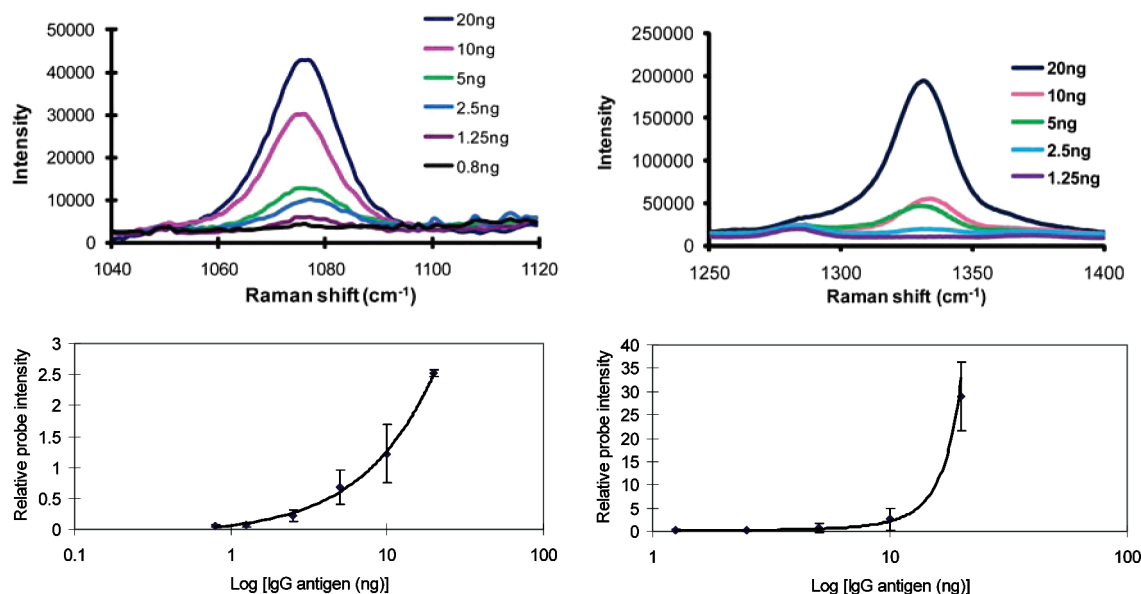 50000
40000
30000
20000
10000
0
Intensity
1040
1060
1080
1100
1120
Raman shift (cm-1)
20ng
10ng
5ng
2.5ng
1.25ng
0.8ng
250000
200000
150000
100000
50000
0
Intensity
1250
1300
1350
1400
Raman shift (cm-1)
20ng
10ng
5ng
2.5ng
1.25ng
3
2.5
2
1.5
1
0.5
0
Relative probe intensity
0.1
1
10
100
Log [IgG antigen (ng)]
40
35
30
25
20
15
10
5
0
Relative probe intensity
1
10
100
Log [IgG antigen (ng)]